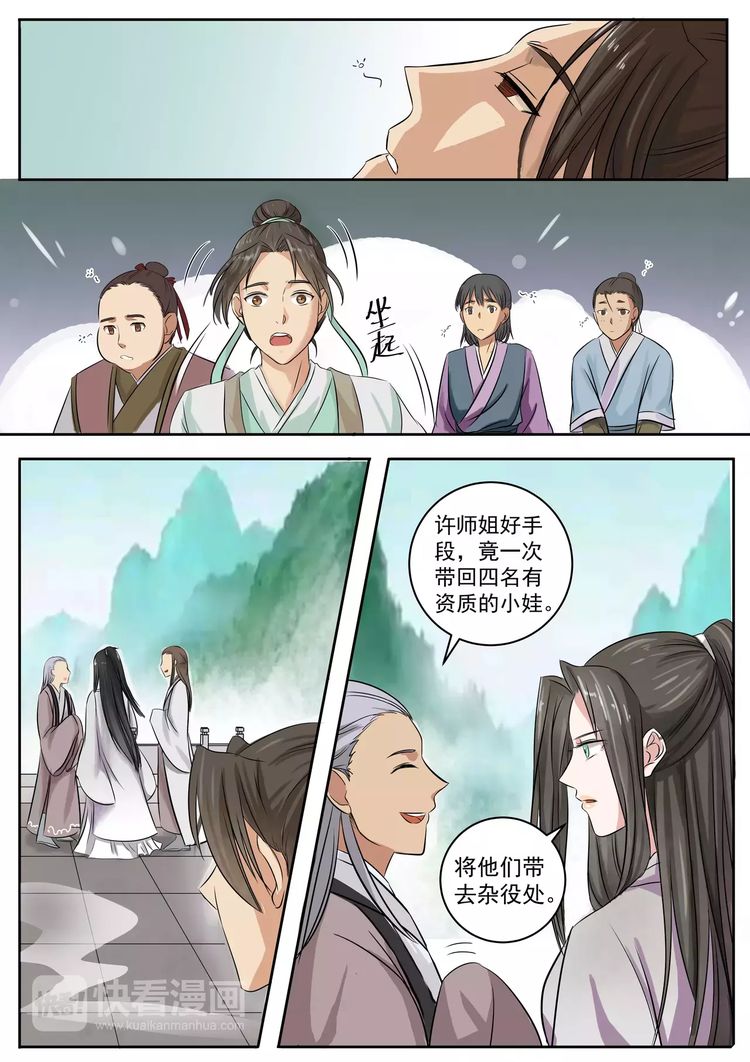 坐起
许师姐好手
段，竟一次
带回四名有
资质的小娃。
将他们带
去杂役处。
快看漫画
www.kuaikanmanhua.com